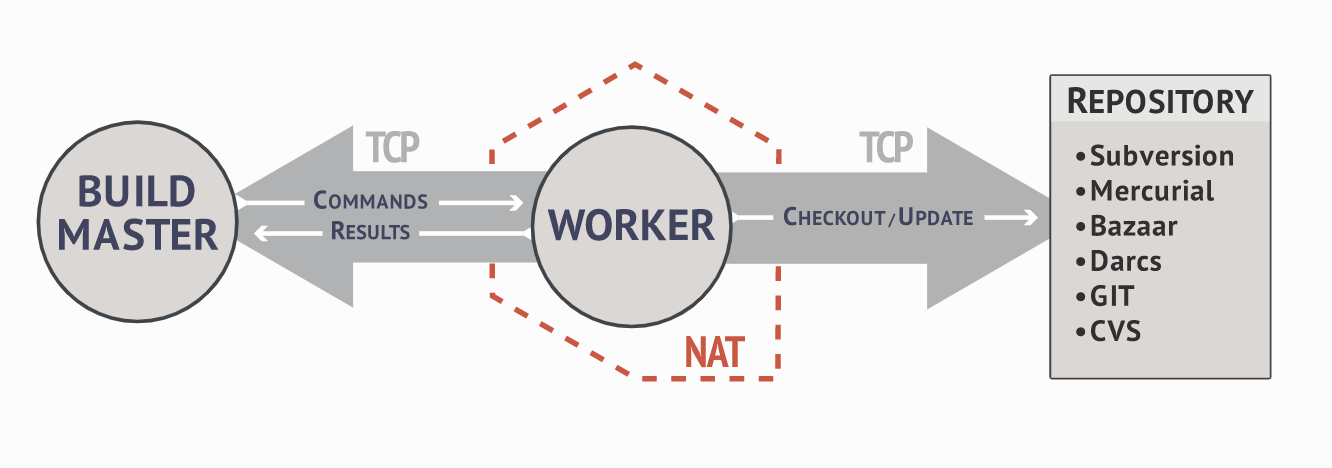 BUILD
MASTER
TCP
COMMANDS
RESULTS
WORKER
NAT
TCP
CHECKOUT/UPDATE
REPOSITORY
•Subversion
•Mercurial
•Bazaar
•Darcs
•GIT
•CVS